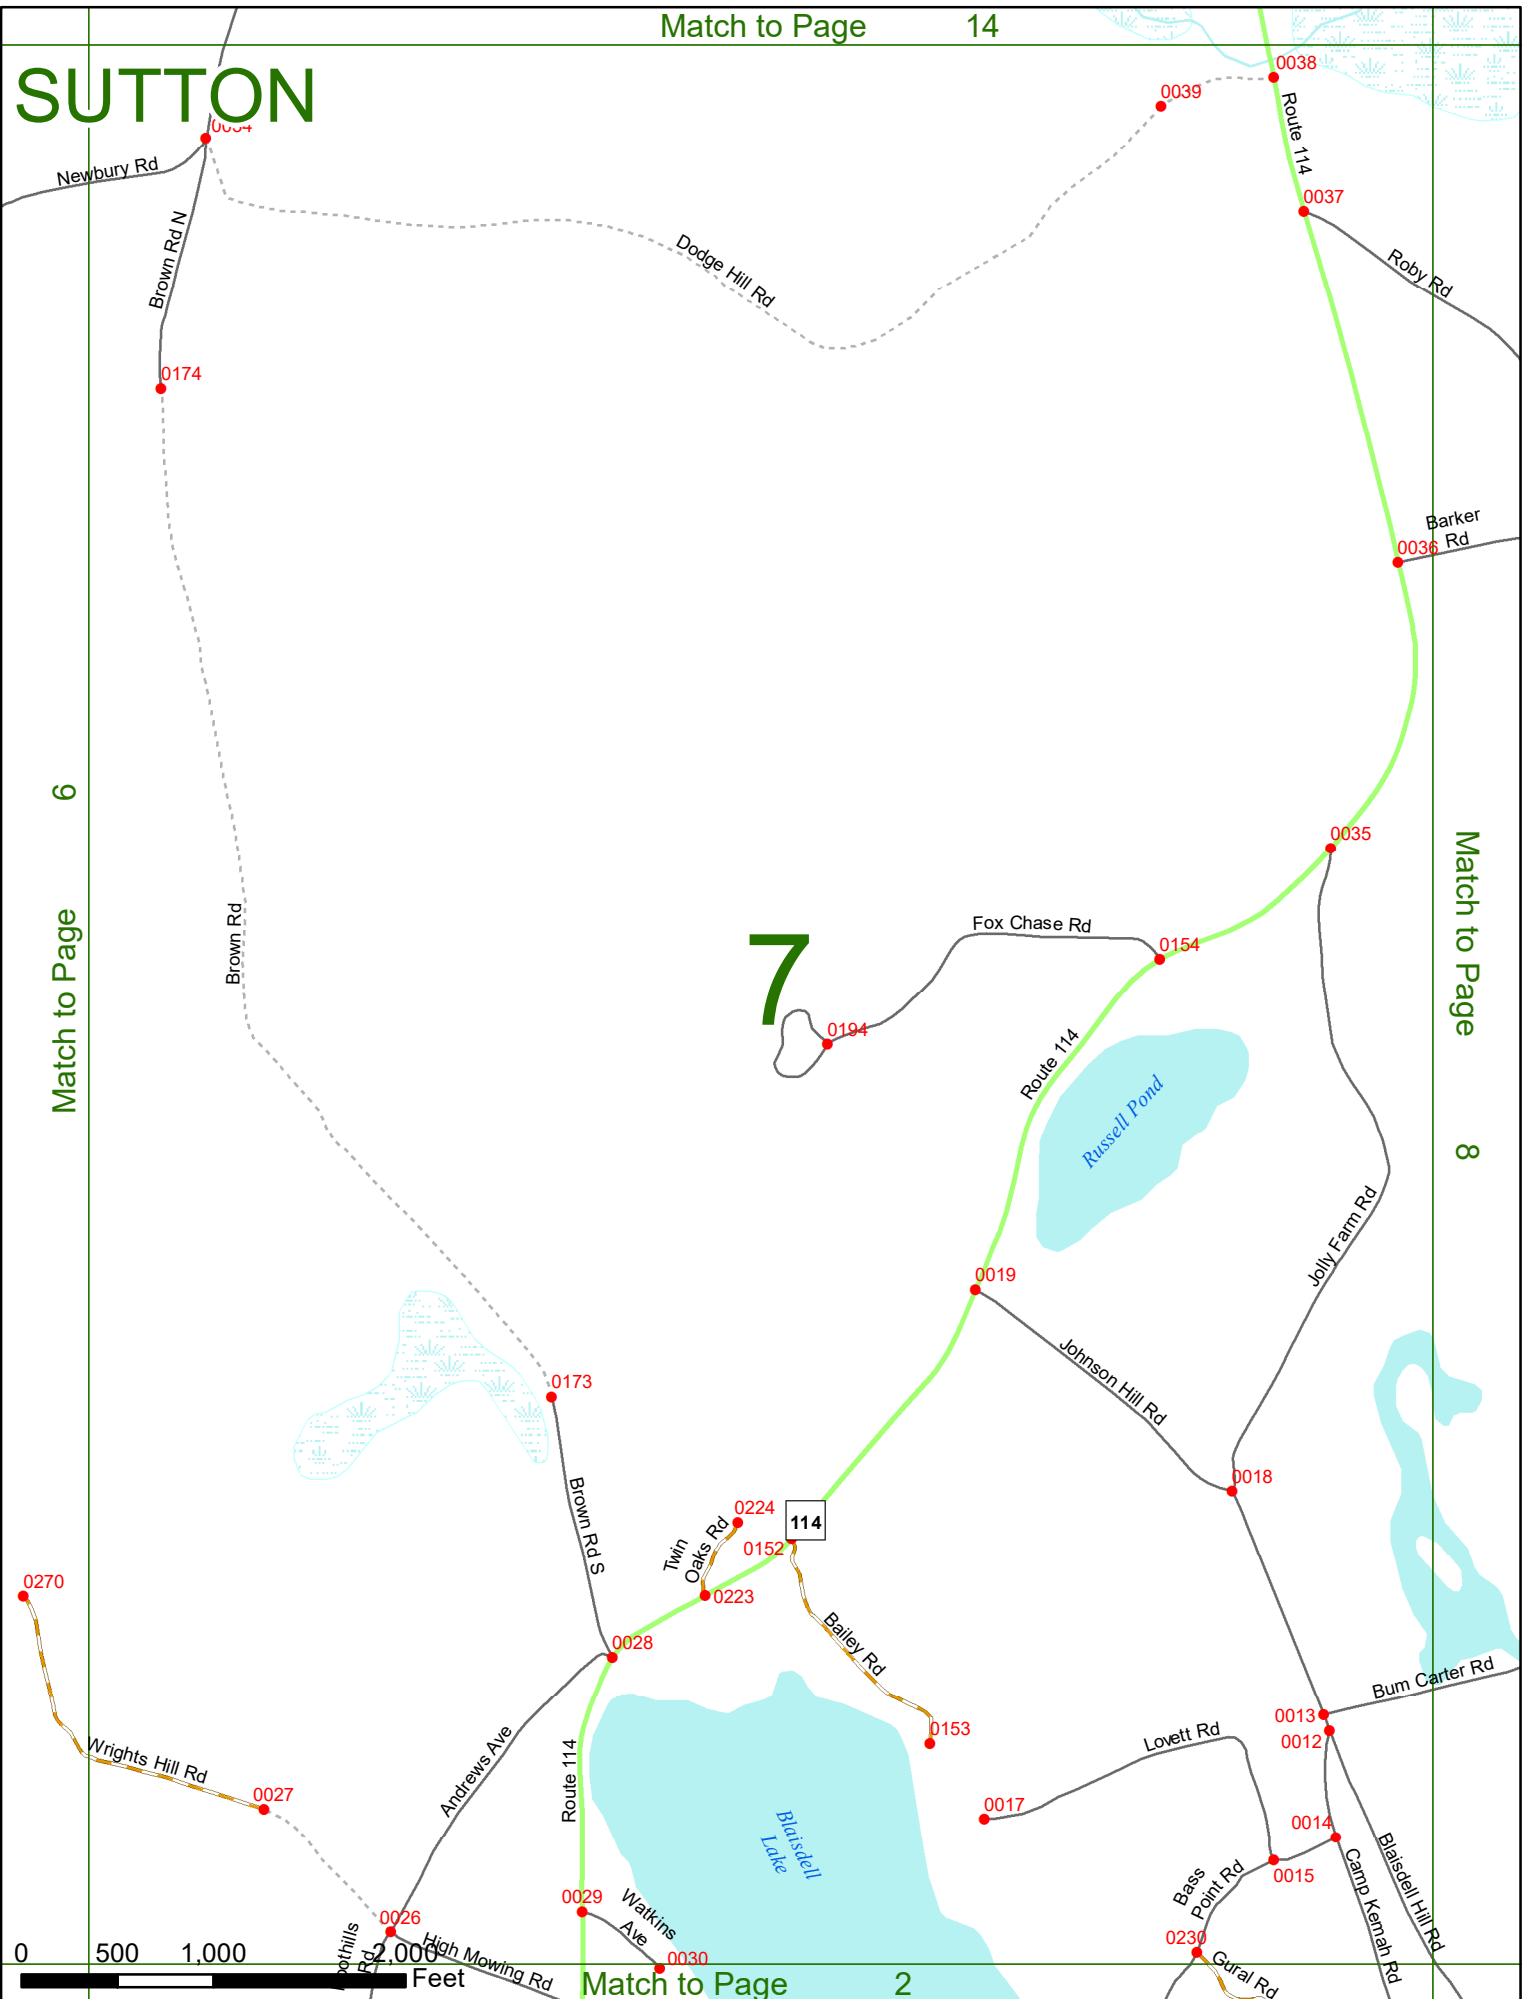 Match to Page 14
SUTTON
0038
0039
Route 114
Newbury Rd
0037
Brown Rd N
Dodge Hill Rd
Roby Rd
0174
Barker
Rd
0036
6
Match to Page
0035
Match to Page
8
Brown Rd
Fox Chase Rd
7
0154
0194
Route 114
Russell Pond
Jolly Farm Rd
0019
Johnson Hill Rd
0173
0018
Brown Rd S
0224
114
Twin
Oaks Rd
0152
0270
0223
Bailey Rd
0028
Bum Carter Rd
0013
0012
0153
Lovett Rd
Wrights Hill Rd
Andrews Ave
Route 114
0027
0017
0014
Blaisdell
Lake
0015
Bass
Point Rd
Camp Kemah Rd
Blaisdell Hill Rd
0029
Watkins
Ave
0026
0230
0030
Rd
High Mowing Rd
Gural Rd
0 500 1,000 2,000
Feet
Match to Page 2